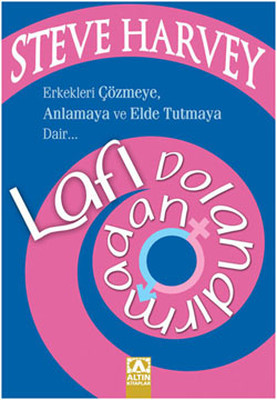 STEVE HARVEY
Erkekleri Çözmeye,
Anlamaya ve Elde Tutmaya
Dair...
Lafı Dolandırmadan
ALTIN
KİTAPLAR